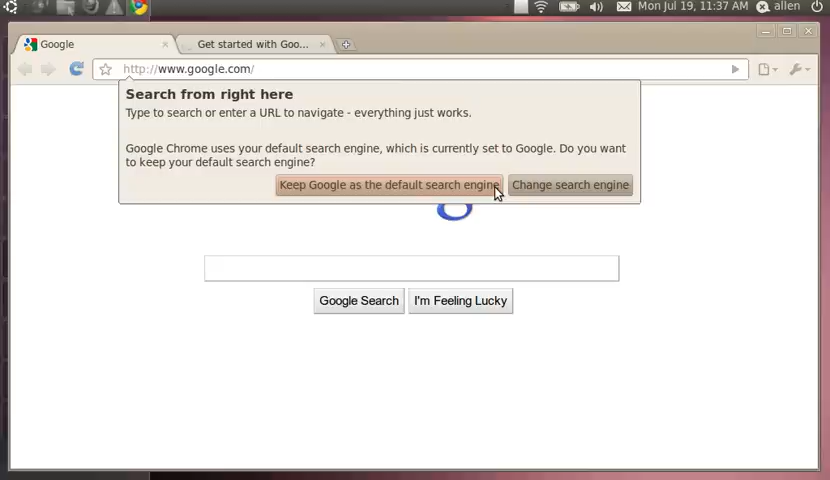 Mon Jul 19, 11:37 AM allen
Google
Get started with Goo...
http://www.google.com/
Search from right here
Type to search or enter a URL to navigate - everything just works.
Google Chrome uses your default search engine, which is currently set to Google. Do you want
to keep your default search engine?
Keep Google as the default search engine Change search engine
Google Search I'm Feeling Lucky